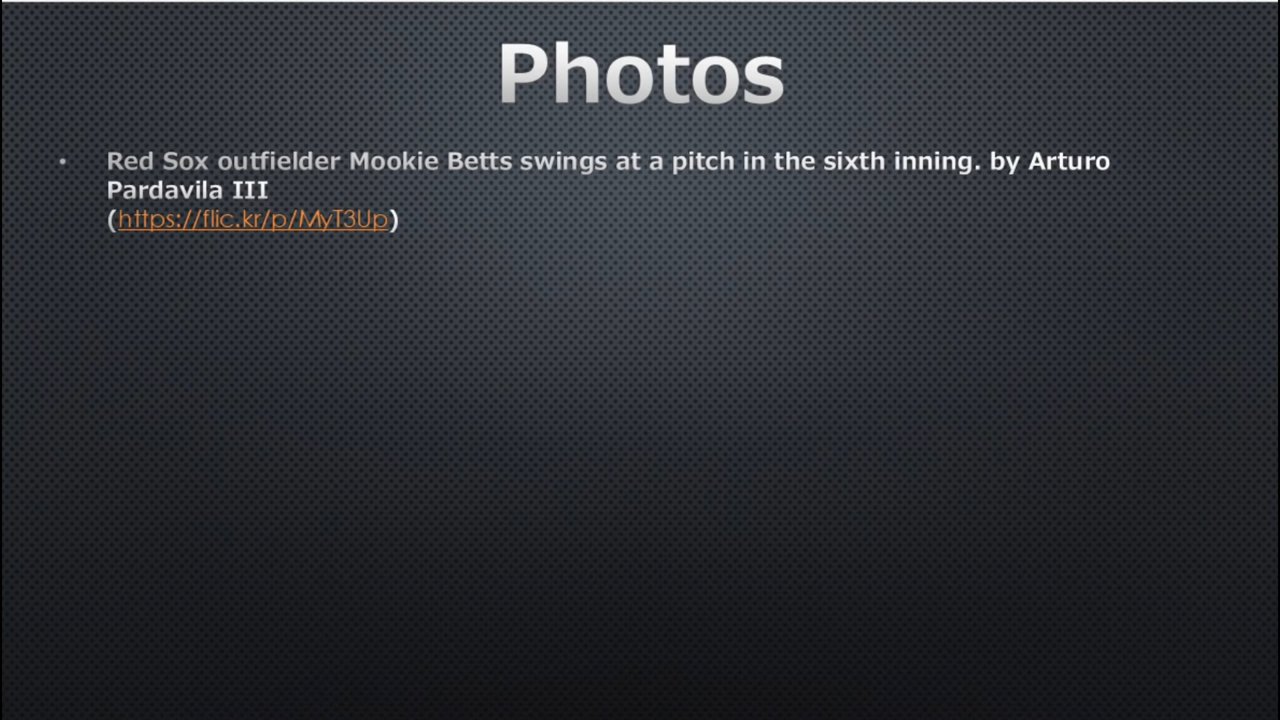 Photos
• Red Sox outfielder Mookie Betts swings at a pitch in the sixth inning. by Arturo
Pardavila III
(https://flic.kr/p/MyT3Up)